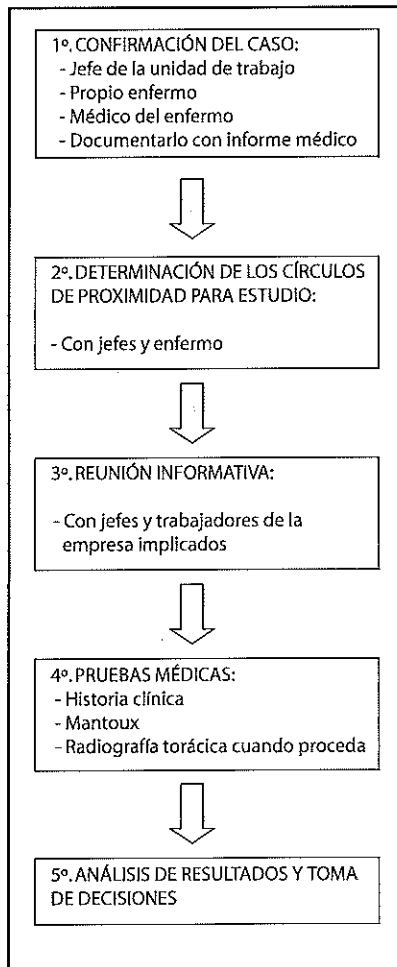 1º. CONFIRMACIÓN DEL CASO:
- Jefe de la unidad de trabajo
- Propio enfermo
- Médico del enfermo
- Documentarlo con informe médico
2º. DETERMINACIÓN DE LOS CÍRCULOS
DE PROXIMIDAD PARA ESTUDIO:
- Con jefes y enfermo
3º. REUNIÓN INFORMATIVA:
- Con jefes y trabajadores de la
empresa implicados
4º. PRUEBAS MÉDICAS:
- Historia clínica
- Mantoux
- Radiografía torácica cuando proceda
5º. ANÁLISIS DE RESULTADOS Y TOMA
DE DECISIONES